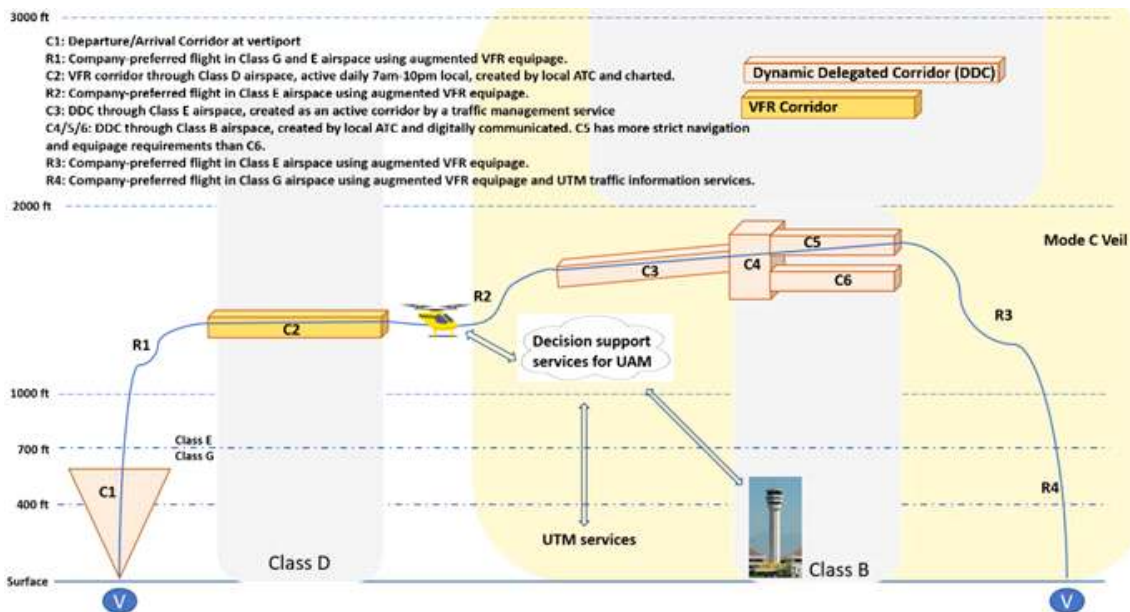 3000 ft
C1: Departure/Arrival Corridor at vertiport
R1: Company-preferred flight in Class G and E airspace using augmented VFR equipage.
C2: VFR corridor through Class D airspace, active daily 7am-10pm local, created by local ATC and charted.
R2: Company-preferred flight in Class E airspace using augmented VFR equipage.
C3: DDC through Class E airspace, created as an active corridor by a traffic management service
C4/5/6: DDC through Class B airspace, created by local ATC and digitally communicated. C5 has more strict navigation
and equipage requirements than C6.
R3: Company-preferred flight in Class E airspace using augmented VFR equipage.
R4: Company-preferred flight in Class G airspace using augmented VFR equipage and UTM traffic information services.
Dynamic Delegated Corridor (DDC)
VFR Corridor
2000 ft
Mode C Veil
C5
C4
C3
C6
R2
R3
C2
R1
Decision support
services for UAM
1000 ft
Class E
700 ft
Class G
C1
R4
400 ft
UTM services
Class D
Class B
Surface
V
V